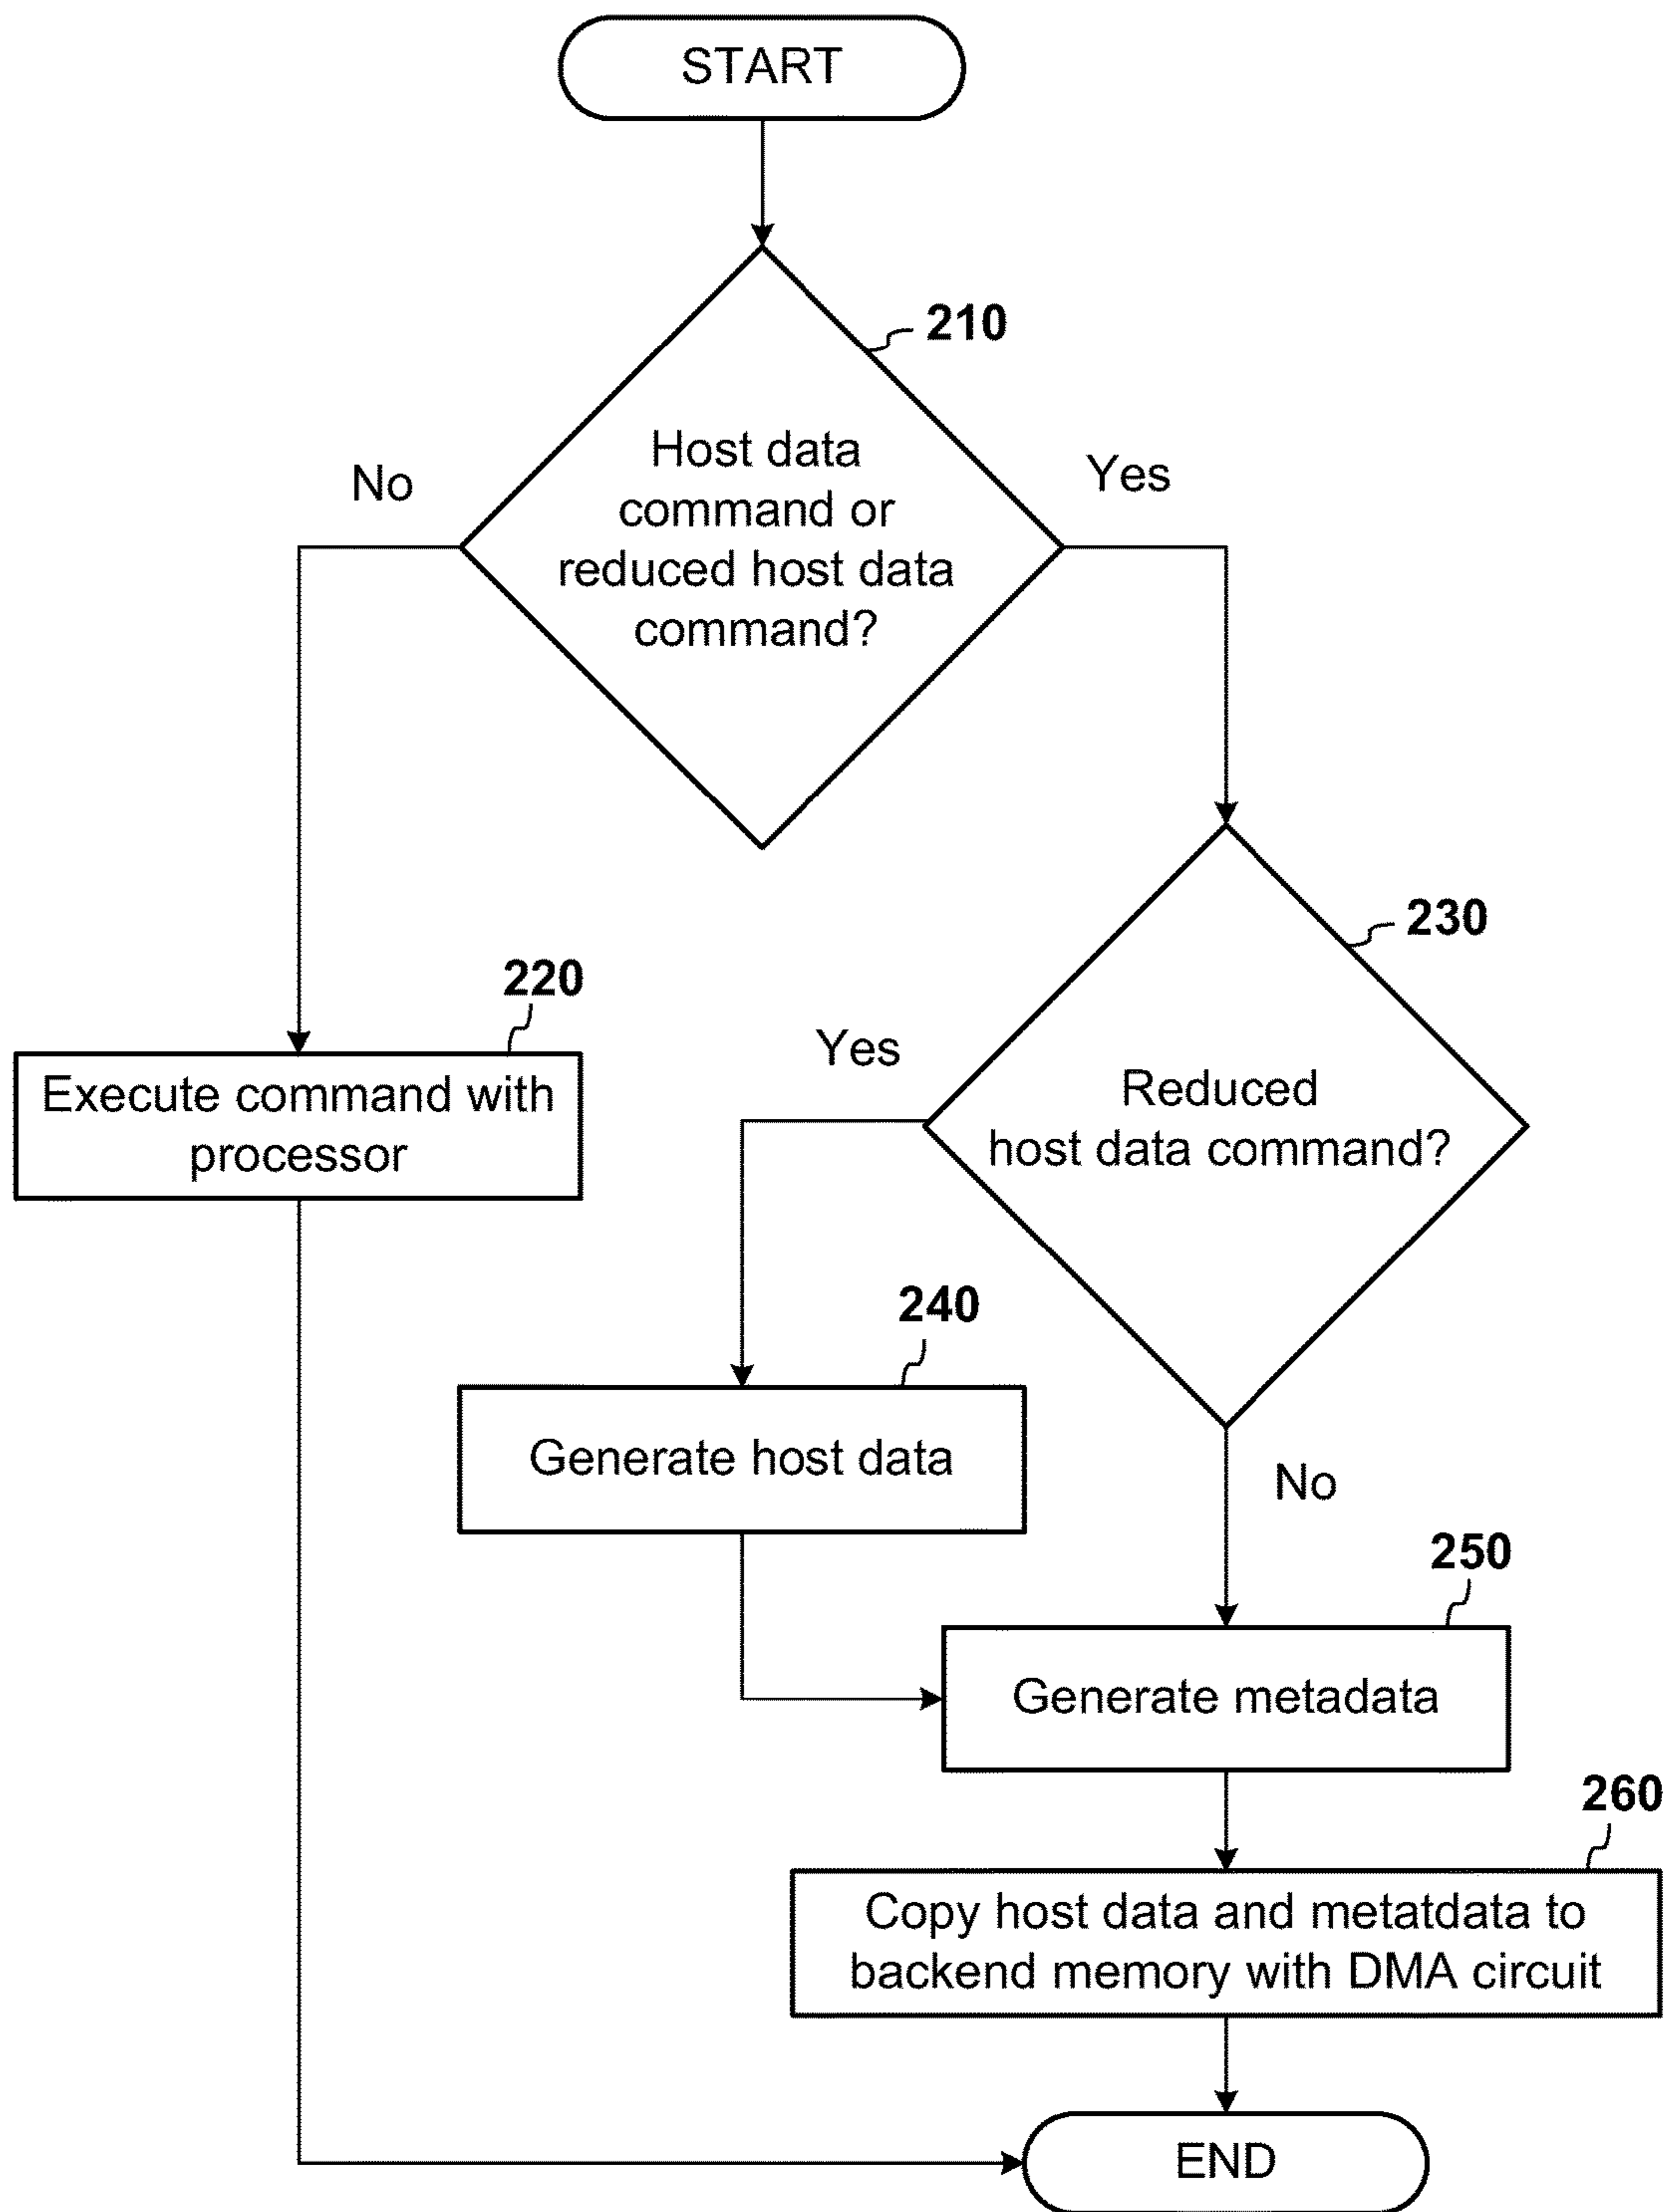 START
210
Host data
command or
reduced host data
command?
No
Yes
230
220
Execute command with
processor
Yes
Reduced
host data command?
240
Generate host data
No
250
Generate metadata
260
Copy host data and metatdata to
backend memory with DMA circuit
END